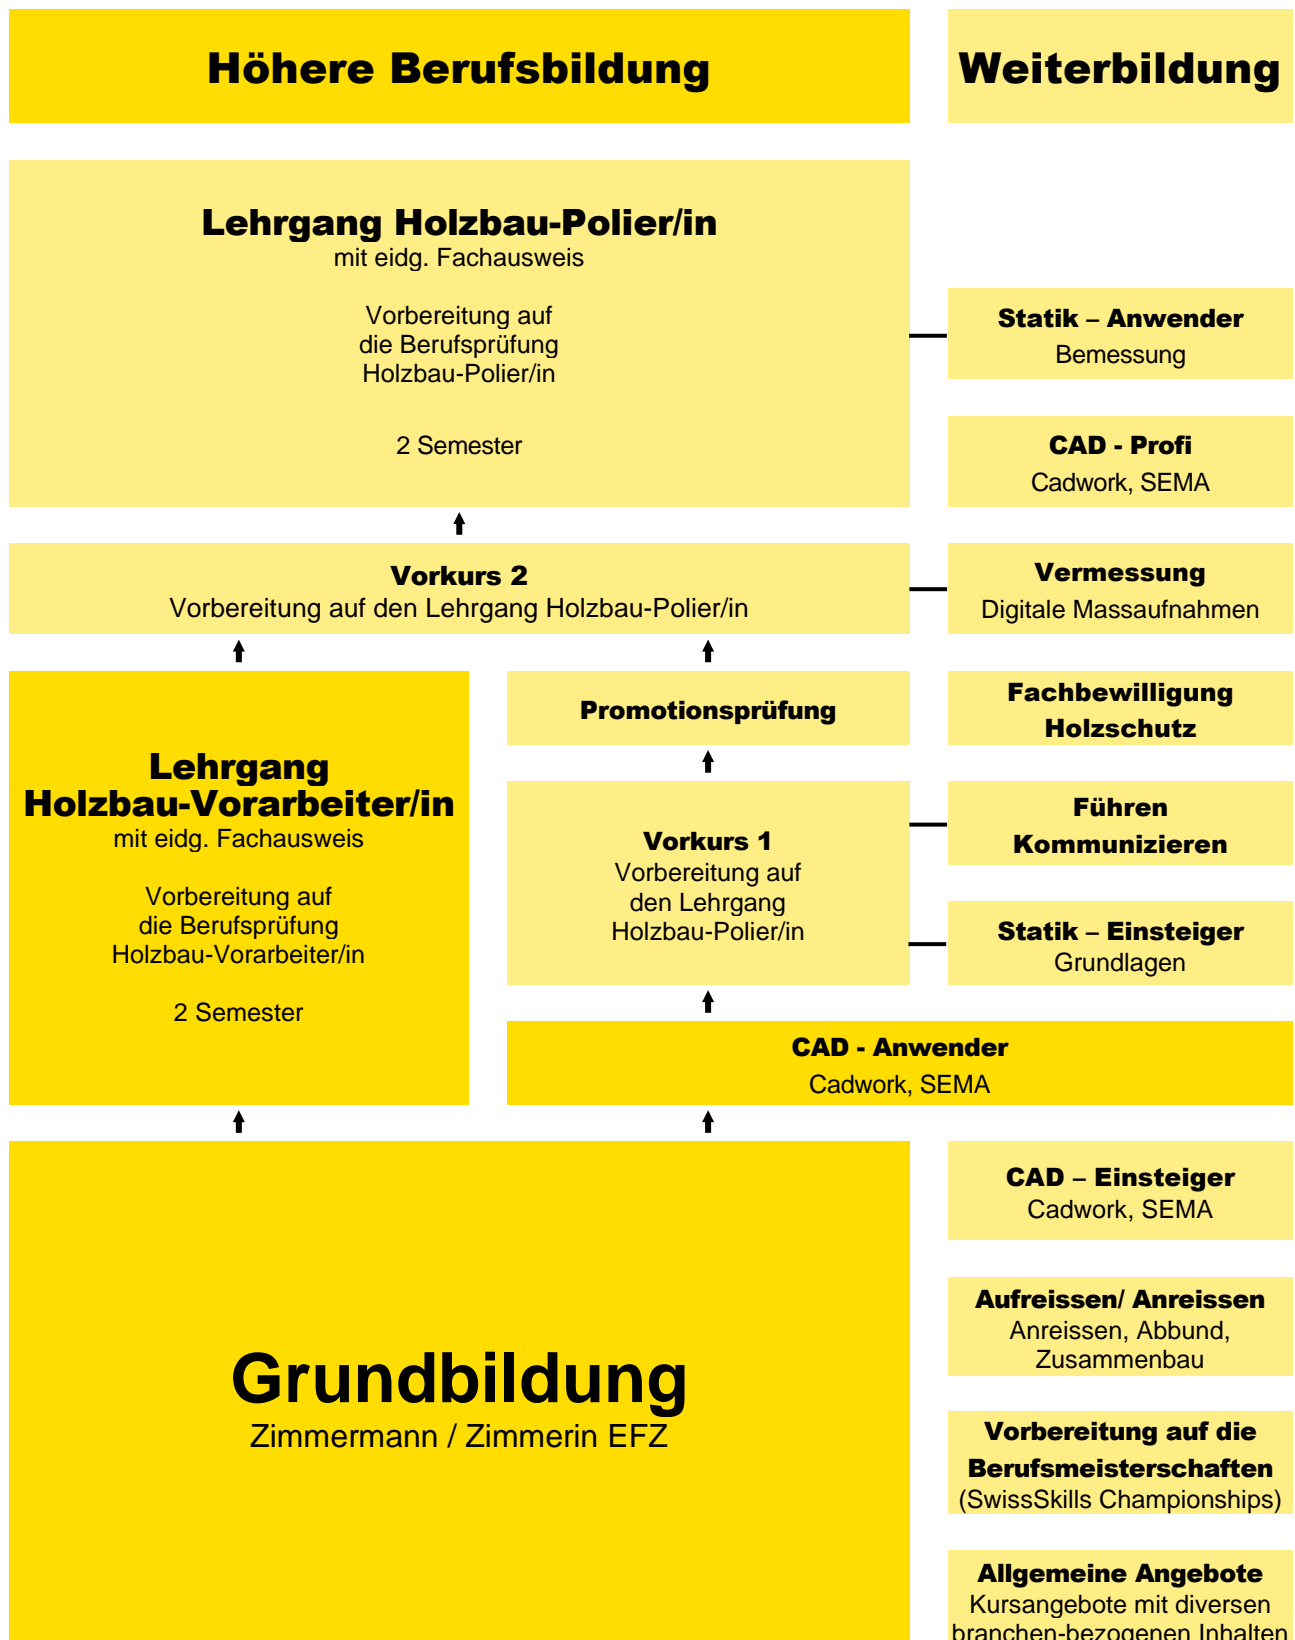 Höhere Berufsbildung
Weiterbildung
Lehrgang Holzbau-Polier/in
mit eidg. Fachausweis
Vorbereitung auf
die Berufsprüfung
Holzbau-Polier/in
2 Semester
Statik – Anwender
Bemessung
CAD - Profi
Cadwork, SEMA
Vorkurs 2
Vorbereitung auf den Lehrgang Holzbau-Polier/in
Vermessung
Digitale Massaufnahmen
Lehrgang
Holzbau-Vorarbeiter/in
mit eidg. Fachausweis
Vorbereitung auf
die Berufsprüfung
Holzbau-Vorarbeiter/in
2 Semester
Promotionsprüfung
Fachbewilligung
Holzschutz
Vorkurs 1
Vorbereitung auf
den Lehrgang
Holzbau-Polier/in
Führen
Kommunizieren
Statik – Einsteiger
Grundlagen
CAD - Anwender
Cadwork, SEMA
Grundbildung
Zimmermann / Zimmerin EFZ
CAD – Einsteiger
Cadwork, SEMA
Aufreissen/ Anreissen
Anreissen, Abbund,
Zusammenbau
Vorbereitung auf die
Berufsmeisterschaften
(SwissSkills Championships)
Allgemeine Angebote
Kursangebote mit diversen
branchen-bezogenen Inhalten